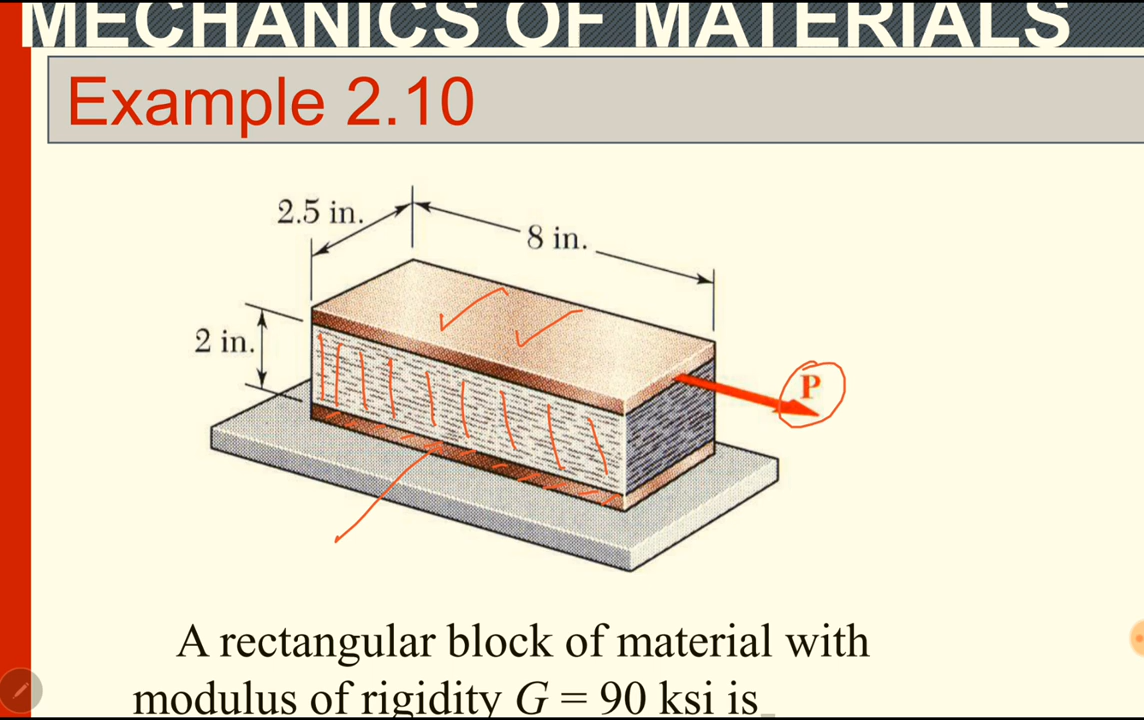 MECHANICS OF MATERIALS
Example 2.10
2.5 in.
8 in.
2 in.
P
A rectangular block of material with
modulus of rigidity G = 90 ksi is